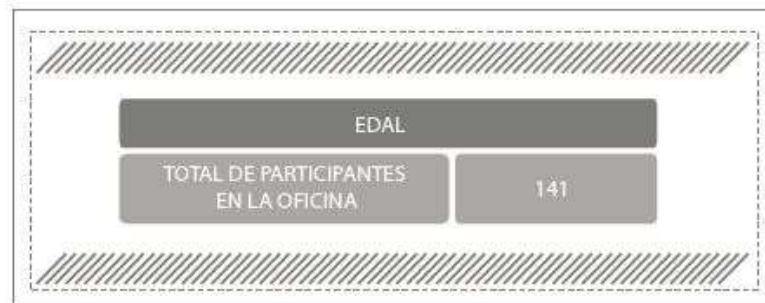 EDAL
TOTAL DE PARTICIPANTES
EN LA OFICINA
141